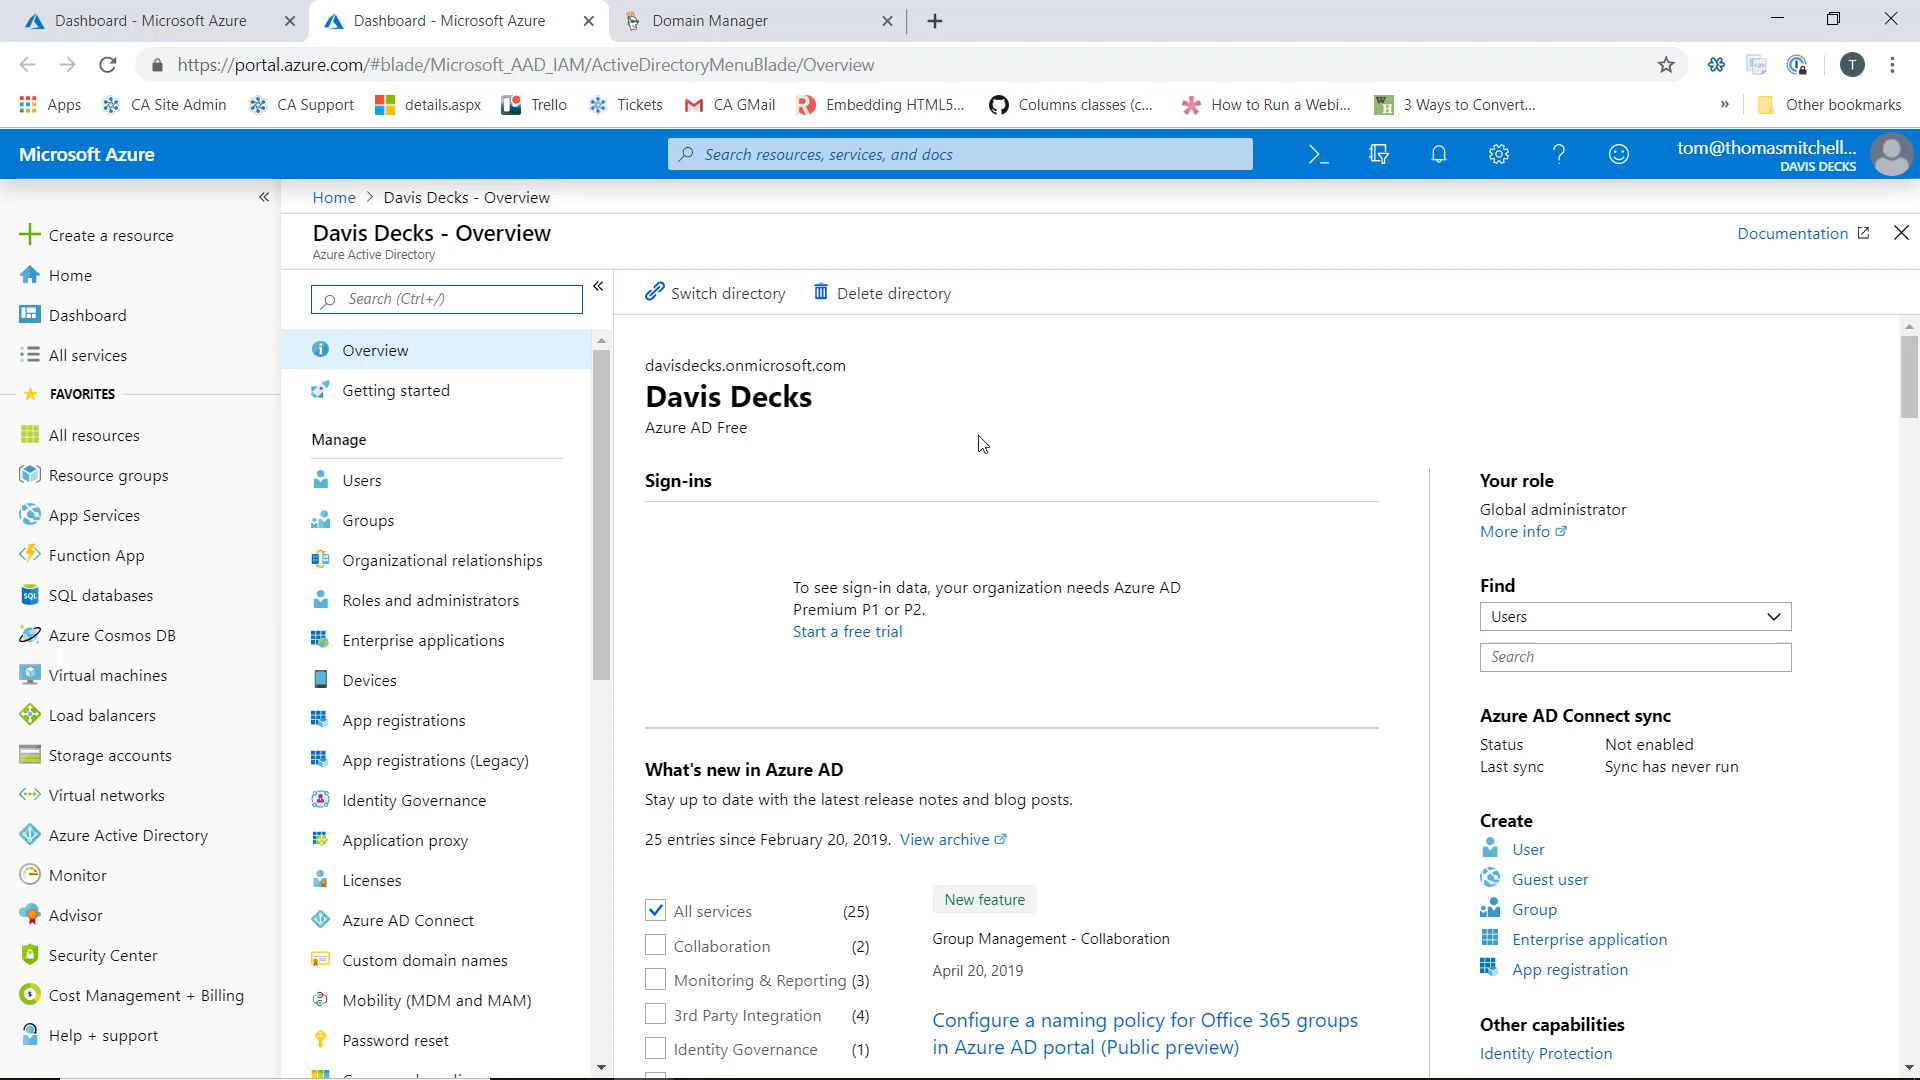 Dashboard - Microsoft Azure
Dashboard - Microsoft Azure
Domain Manager
https://portal.azure.com/#blade/Microsoft_AAD_IAM/ActiveDirectoryMenuBlade/Overview
T
Apps
CA Site Admin
CA Support
details.aspx
Trello
Tickets
CA GMail
Embedding HTML5...
Columns classes (c...
How to Run a Webi...
3 Ways to Convert...
»
Other bookmarks
Microsoft Azure
Search resources, services, and docs
tom@thomasmitchell...
DAVIS DECKS
Create a resource
Home
Dashboard
All services
FAVORITES
All resources
Resource groups
App Services
Function App
SQL databases
Azure Cosmos DB
Virtual machines
Load balancers
Storage accounts
Virtual networks
Azure Active Directory
Monitor
Advisor
Security Center
Cost Management + Billing
Help + support
Home > Davis Decks - Overview
Davis Decks - Overview
Azure Active Directory
Documentation
Search (Ctrl+/)
Overview
Getting started
Manage
Users
Groups
Organizational relationships
Roles and administrators
Enterprise applications
Devices
App registrations
App registrations (Legacy)
Identity Governance
Application proxy
Licenses
Azure AD Connect
Custom domain names
Mobility (MDM and MAM)
Password reset
Switch directory
Delete directory
davisdecks.onmicrosoft.com
Davis Decks
Azure AD Free
Sign-ins
To see sign-in data, your organization needs Azure AD
Premium P1 or P2.
Start a free trial
What's new in Azure AD
Stay up to date with the latest release notes and blog posts.
25 entries since February 20, 2019. View archive
All services (25)
Collaboration (2)
Monitoring & Reporting (3)
3rd Party Integration (4)
Identity Governance (1)
New feature
Group Management - Collaboration
April 20, 2019
Configure a naming policy for Office 365 groups
in Azure AD portal (Public preview)
Your role
Global administrator
More info
Find
Users
Search
Azure AD Connect sync
Status Not enabled
Last sync Sync has never run
Create
User
Guest user
Group
Enterprise application
App registration
Other capabilities
Identity Protection